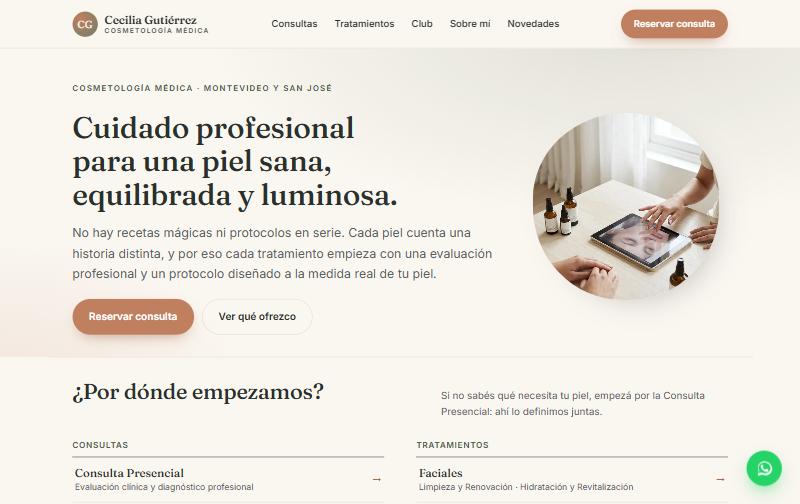 CG
Cecilia Gutiérrez
COSMETOLOGÍA MÉDICA
Consultas Tratamientos Club Sobre mí Novedades
Reservar consulta
COSMETOLOGÍA MÉDICA · MONTEVIDEO Y SAN JOSÉ
Cuidado profesional
para una piel sana,
equilibrada y luminosa.
No hay recetas mágicas ni protocolos en serie. Cada piel cuenta una
historia distinta, y por eso cada tratamiento empieza con una evaluación
profesional y un protocolo diseñado a la medida real de tu piel.
Reservar consulta
Ver qué ofrezco
¿Por dónde empezamos?
Si no sabés qué necesita tu piel, empezá por la Consulta
Presencial: ahí lo definimos juntas.
CONSULTAS
Consulta Presencial →
Evaluación clínica y diagnóstico profesional
TRATAMIENTOS
Faciales →
Limpieza y Renovación · Hidratación y Revitalización